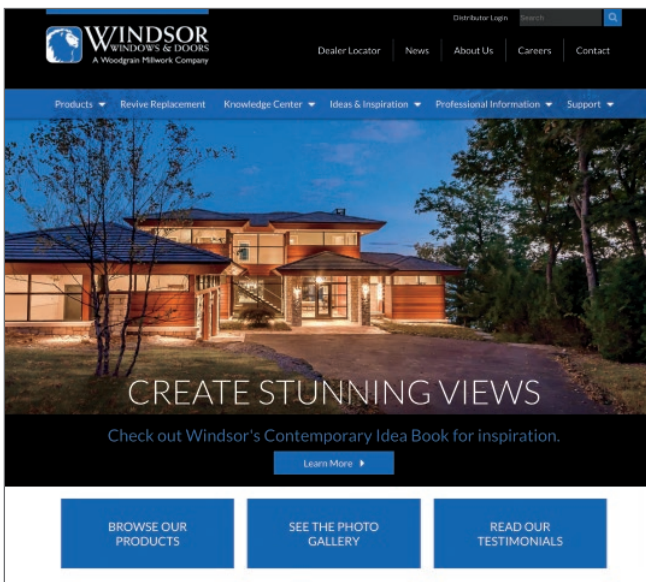 Distributor Login
Search
WINDSOR
WINDOWS & DOORS
A Woodgrain Millwork Company
Dealer Locator
News
About Us
Careers
Contact
Products
Revive Replacement
Knowledge Center
Ideas & Inspiration
Professional Information
Support
CREATE STUNNING VIEWS
Check out Windsor's Contemporary Idea Book for inspiration.
Learn More
BROWSE OUR
PRODUCTS
SEE THE PHOTO
GALLERY
READ OUR
TESTIMONIALS